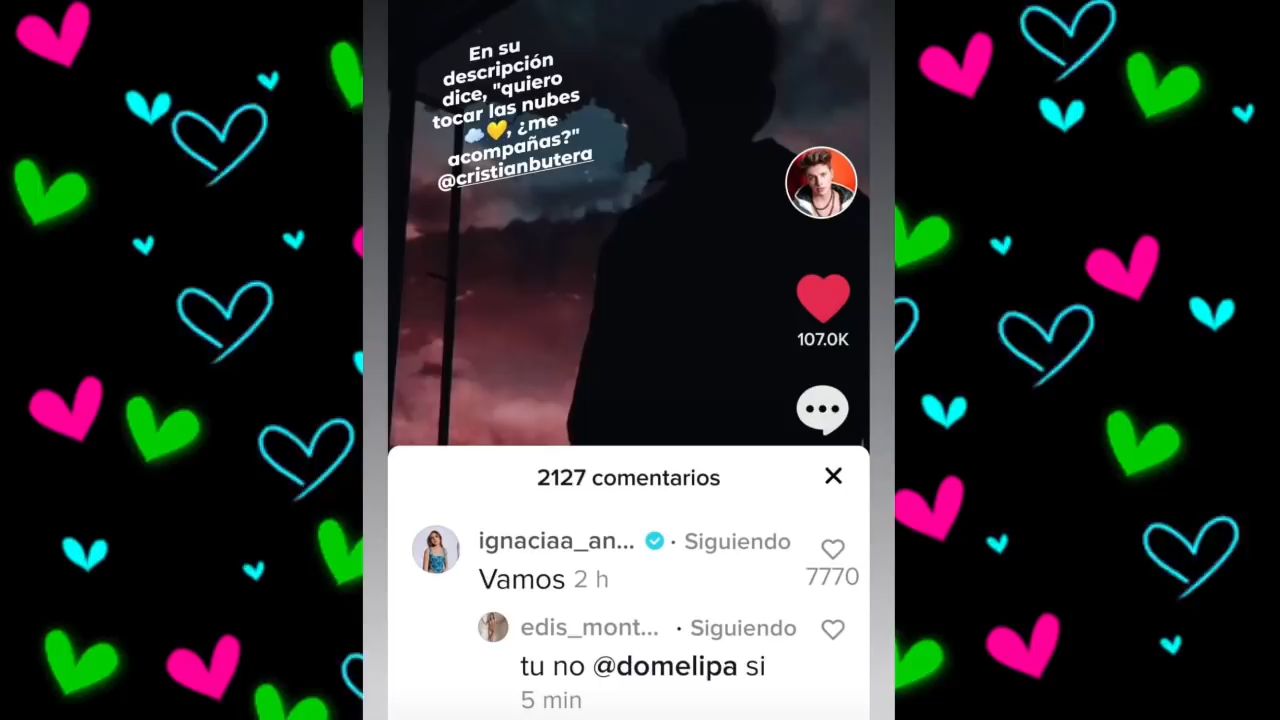 En su
descripción
dice, "quiero
tocar las nubes
☁️💛, ¿me
acompañas?"
@cristianbutera
107.0K
2127 comentarios
ignaciaa_an... · Siguiendo
Vamos 2 h
7770
edis_mont... · Siguiendo
tu no @domelipa si
5 min